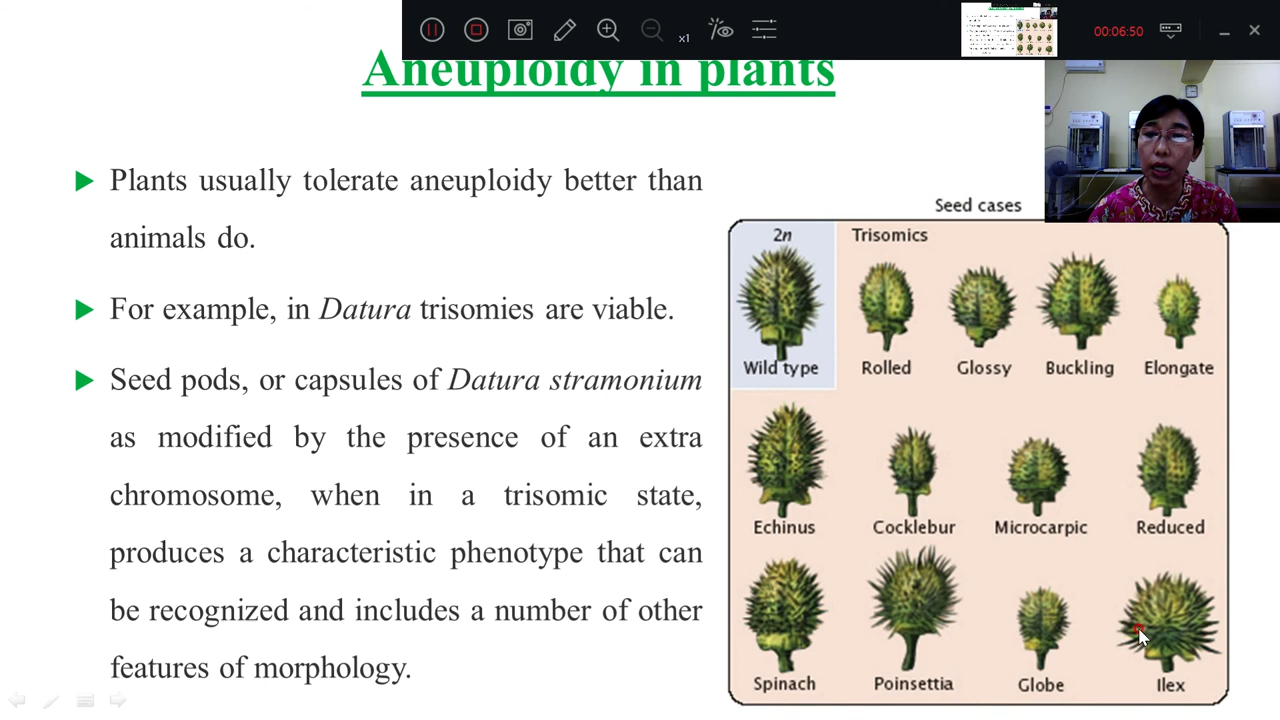 x1
00:06:50
Aneuploidy in plants
Plants usually tolerate aneuploidy better than
animals do.
For example, in Datura trisomies are viable.
Seed pods, or capsules of Datura stramonium
as modified by the presence of an extra
chromosome, when in a trisomic state,
produces a characteristic phenotype that can
be recognized and includes a number of other
features of morphology.
Seed cases
2n Trisomics
Wild type Rolled Glossy Buckling Elongate
Echinus Cocklebur Microcarpic Reduced
Spinach Poinsettia Globe Ilex